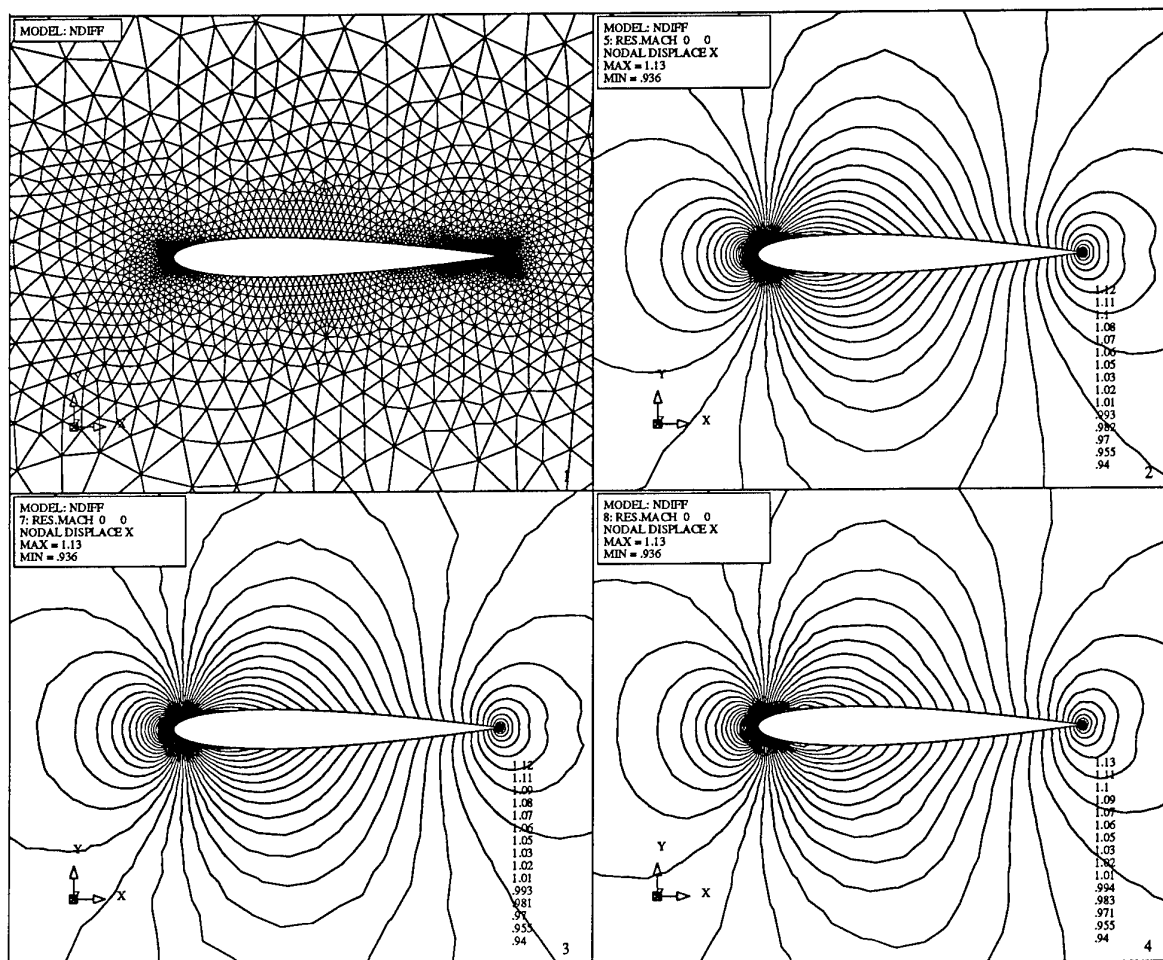 MODEL: NDIFF
Y
1
MODEL: NDIFF
5: RES.MACH 0 0
NODAL DISPLACE X
MAX = 1.13
MIN = .936
1.12
1.11
1.1
1.08
1.07
1.06
1.05
1.03
1.02
1.01
.993
.982
.97
.955
.94
Y
X
2
MODEL: NDIFF
7: RES.MACH 0 0
NODAL DISPLACE X
MAX = 1.13
MIN = .936
1.12
1.11
1.09
1.08
1.07
1.06
1.05
1.03
1.02
1.01
.993
.981
.97
.955
.94
Y
X
3
MODEL: NDIFF
8: RES.MACH 0 0
NODAL DISPLACE X
MAX = 1.13
MIN = .936
1.13
1.11
1.1
1.09
1.07
1.06
1.05
1.03
1.02
1.01
.994
.983
.971
.955
.94
Y
X
4